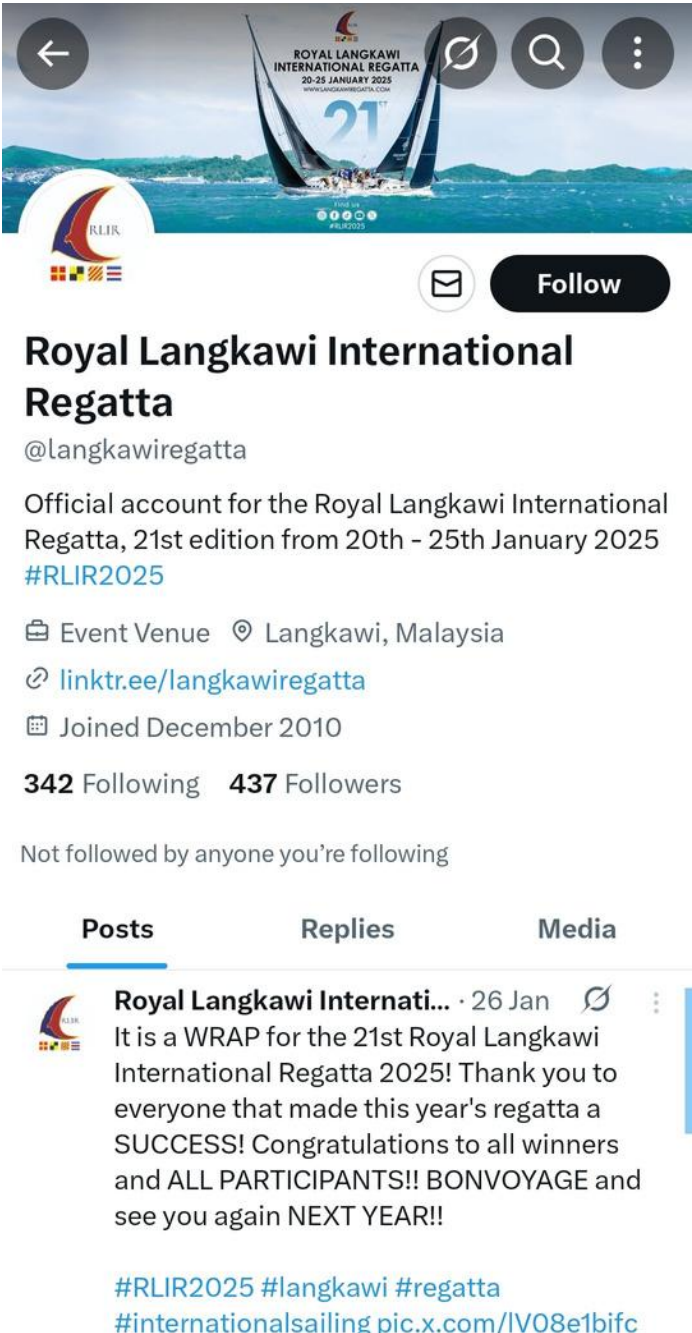 ROYAL LANGKAWI
INTERNATIONAL REGATTA
20-25 JANUARY 2025
21ST
Find us
#RLIR2025
RLIR
Follow
Royal Langkawi International
Regatta
@langkawiregatta
Official account for the Royal Langkawi International
Regatta, 21st edition from 20th - 25th January 2025
#RLIR2025
Event Venue Langkawi, Malaysia
linktr.ee/langkawiregatta
Joined December 2010
342 Following 437 Followers
Not followed by anyone you’re following
Posts Replies Media
RLIR
Royal Langkawi Internati... · 26 Jan
It is a WRAP for the 21st Royal Langkawi
International Regatta 2025! Thank you to
everyone that made this year's regatta a
SUCCESS! Congratulations to all winners
and ALL PARTICIPANTS!! BONVOYAGE and
see you again NEXT YEAR!!
#RLIR2025 #langkawi #regatta
#internationalsailing pic.x.com/lV08e1bifc